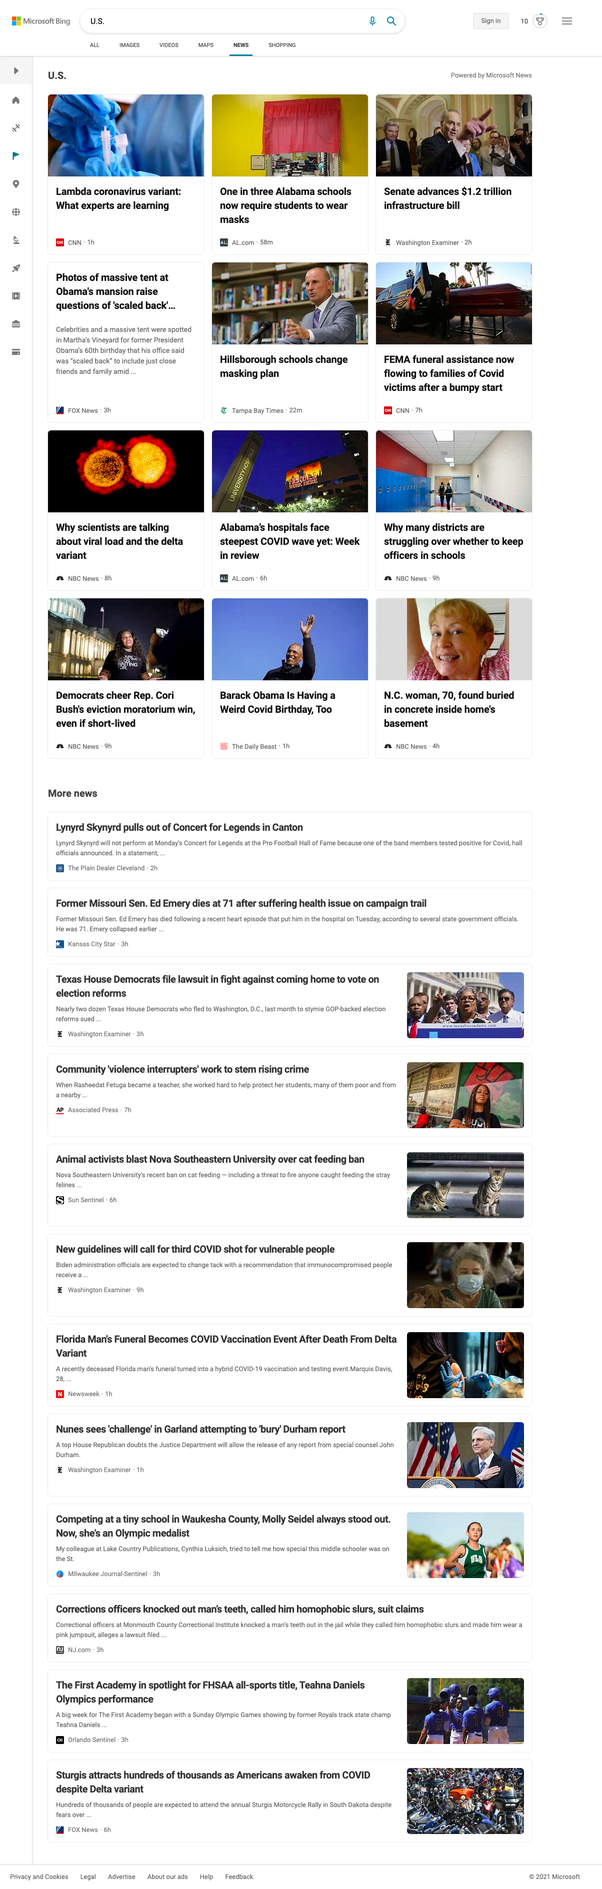 Microsoft Bing
U.S.
Sign in
10
ALL
IMAGES
VIDEOS
MAPS
NEWS
SHOPPING
U.S.
Powered by Microsoft News
Lambda coronavirus variant:
What experts are learning
CNN · 1h
One in three Alabama schools
now require students to wear
masks
AL.com · 58m
Senate advances $1.2 trillion
infrastructure bill
Washington Examiner · 2h
Photos of massive tent at
Obama's mansion raise
questions of 'scaled back'...
Celebrities and a massive tent were spotted
in Martha's Vineyard for former President
Obama's 60th birthday that his office said
was "scaled back" to include just close
friends and family amid ...
FOX News · 3h
Hillsborough schools change
masking plan
Tampa Bay Times · 22m
FEMA funeral assistance now
flowing to families of Covid
victims after a bumpy start
CNN · 7h
Why scientists are talking
about viral load and the delta
variant
NBC News · 8h
Alabama's hospitals face
steepest COVID wave yet: Week
in review
AL.com · 6h
Why many districts are
struggling over whether to keep
officers in schools
NBC News · 9h
Democrats cheer Rep. Cori
Bush's eviction moratorium win,
even if short-lived
NBC News · 9h
Barack Obama Is Having a
Weird Covid Birthday, Too
The Daily Beast · 1h
N.C. woman, 70, found buried
in concrete inside home's
basement
NBC News · 4h
More news
Lynyrd Skynyrd pulls out of Concert for Legends in Canton
Lynyrd Skynyrd will not perform at Monday's Concert for Legends at the Pro Football Hall of Fame because one of the band members tested positive for Covid, hall
officials announced. In a statement, ...
The Plain Dealer Cleveland · 2h
Former Missouri Sen. Ed Emery dies at 71 after suffering health issue on campaign trail
Former Missouri Sen. Ed Emery has died following a recent heart episode that put him in the hospital on Tuesday, according to several state government officials.
He was 71. Emery collapsed earlier ...
Kansas City Star · 3h
Texas House Democrats file lawsuit in fight against coming home to vote on
election reforms
Nearly two dozen Texas House Democrats who fled to Washington, D.C., last month to stymie GOP-backed election
reforms sued ...
Washington Examiner · 3h
Community 'violence interrupters' work to stem rising crime
When Rasheedat Fetuga became a teacher, she worked hard to help protect her students, many of them poor and from
a nearby ...
AP Associated Press · 7h
Animal activists blast Nova Southeastern University over cat feeding ban
Nova Southeastern University's recent ban on cat feeding — including a threat to fire anyone caught feeding the stray
felines ...
Sun Sentinel · 6h
New guidelines will call for third COVID shot for vulnerable people
Biden administration officials are expected to change tack with a recommendation that immunocompromised people
receive a ...
Washington Examiner · 9h
Florida Man's Funeral Becomes COVID Vaccination Event After Death From Delta
Variant
A recently deceased Florida man's funeral turned into a hybrid COVID-19 vaccination and testing event.Marquis Davis,
28, ...
Newsweek · 1h
Nunes sees 'challenge' in Garland attempting to 'bury' Durham report
A top House Republican doubts the Justice Department will allow the release of any report from special counsel John
Durham.
Washington Examiner · 1h
Competing at a tiny school in Waukesha County, Molly Seidel always stood out.
Now, she's an Olympic medalist
My colleague at Lake Country Publications, Cynthia Luksich, tried to tell me how special this middle schooler was on
the St.
Milwaukee Journal-Sentinel · 3h
Corrections officers knocked out man's teeth, called him homophobic slurs, suit claims
Correctional officers at Monmouth County Correctional Institute knocked a man's teeth out in the jail while they called him homophobic slurs and made him wear a
pink jumpsuit, alleges a lawsuit filed ...
NJ.com · 3h
The First Academy in spotlight for FHSAA all-sports title, Teahna Daniels
Olympics performance
A big week for The First Academy began with a Sunday Olympic Games showing by former Royals track state champ
Teahna Daniels ...
Orlando Sentinel · 3h
Sturgis attracts hundreds of thousands as Americans awaken from COVID
despite Delta variant
Hundreds of thousands of people are expected to attend the annual Sturgis Motorcycle Rally in South Dakota despite
fears over ...
FOX News · 6h
Privacy and Cookies
Legal
Advertise
About our ads
Help
Feedback
© 2021 Microsoft